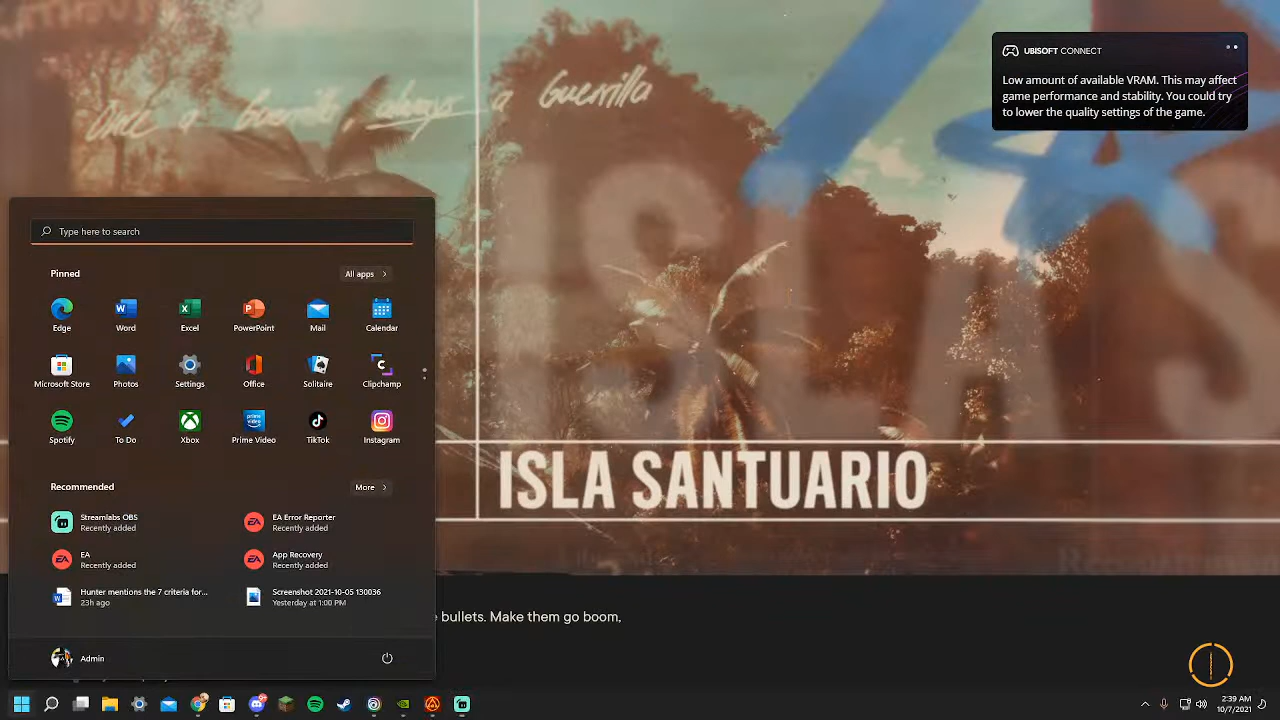 Once a Guerrilla, always a Guerrilla
UBISOFT CONNECT
Low amount of available VRAM. This may affect
game performance and stability. You could try
to lower the quality settings of the game.
ISLAS
Type here to search
Pinned
All apps
Edge
Word
Excel
PowerPoint
Mail
Calendar
Microsoft Store
Photos
Settings
Office
Solitaire
Clipchamp
Spotify
To Do
Xbox
Prime Video
TikTok
Instagram
ISLA SANTUARIO
Recommended
More
Streamlabs OBS
Recently added
EA Error Reporter
Recently added
EA
Recently added
App Recovery
Recently added
Hunter mentions the 7 criteria for...
23h ago
Screenshot 2021-10-05 130036
Yesterday at 1:00 PM
bullets. Make them go boom,
Admin
2:39 AM
10/7/2021